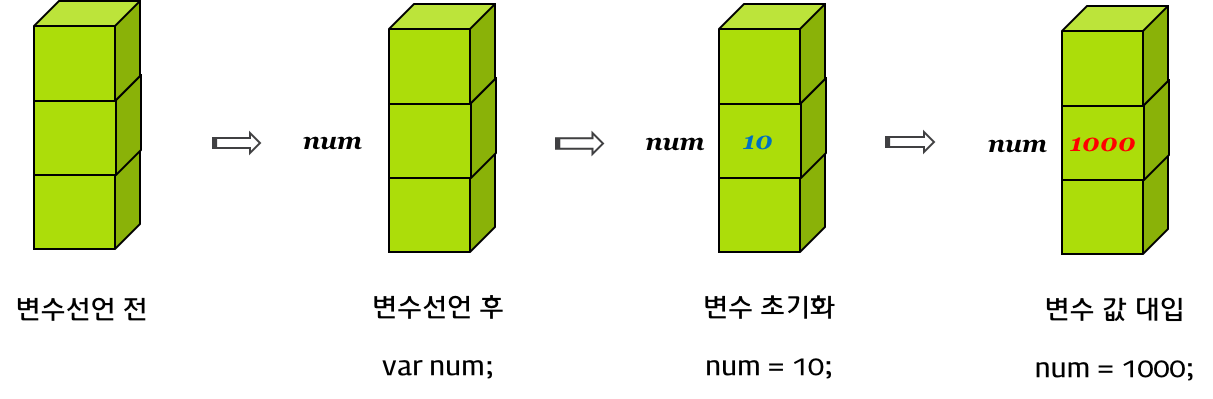 num
num
10
num
1000
변수선언 전
변수선언 후
변수 초기화
변수 값 대입
var num;
num = 10;
num = 1000;